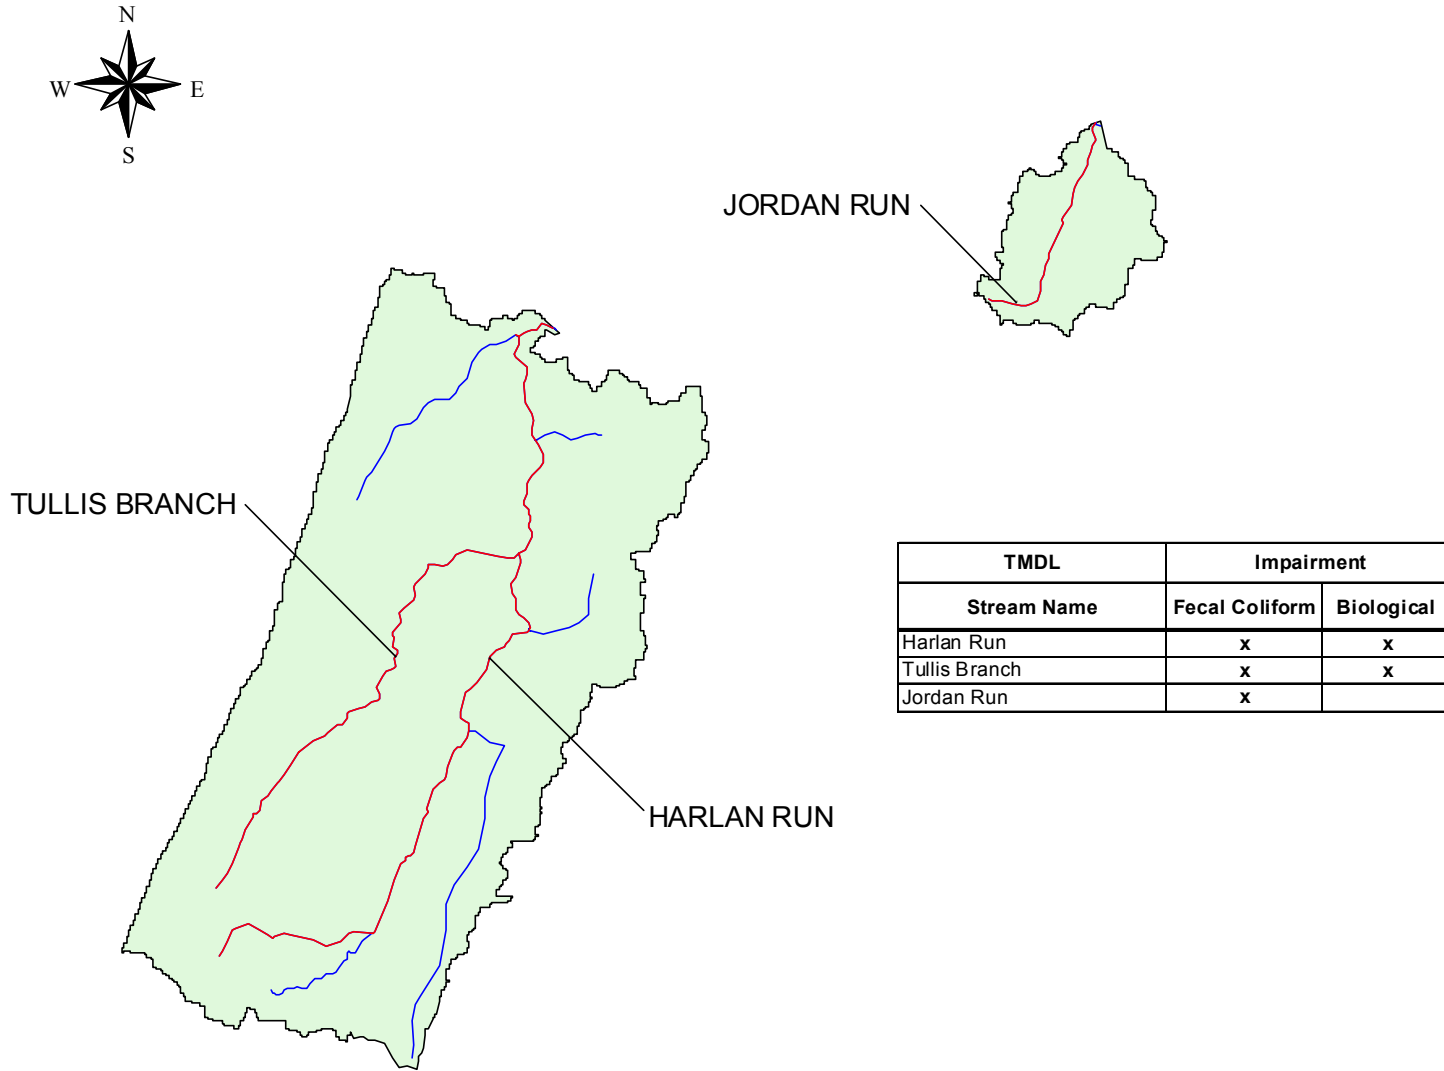 N
W E
S
JORDAN RUN
TULLIS BRANCH
HARLAN RUN
TMDL Impairment
Stream Name Fecal Coliform Biological
Harlan Run x x
Tullis Branch x x
Jordan Run x